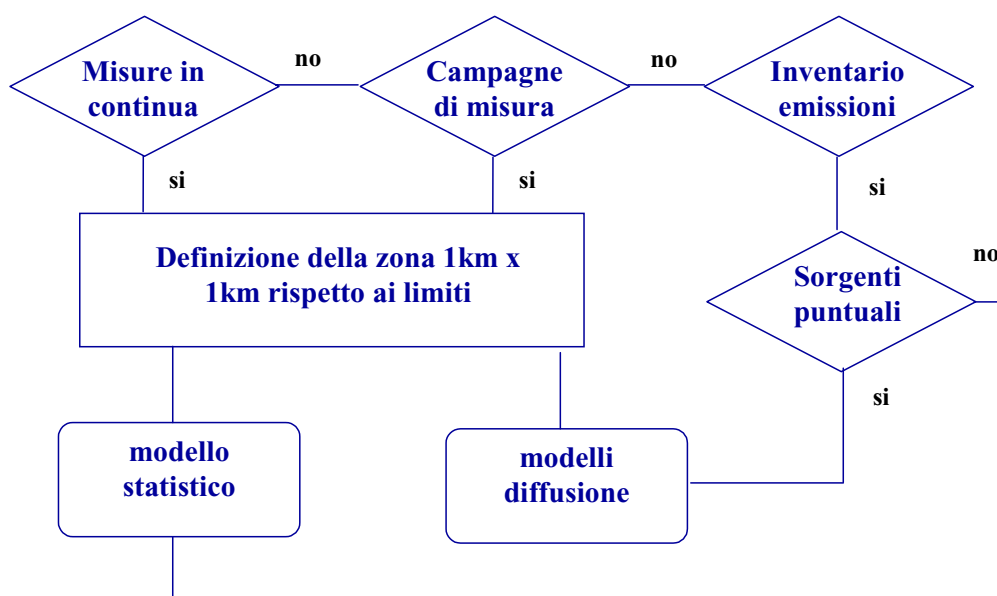 Misure in
continua
no
Campagne
di misura
no
Inventario
emissioni
si
si
si
Definizione della zona 1km x
1km rispetto ai limiti
Sorgenti
puntuali
no
si
modello
statistico
modelli
diffusione